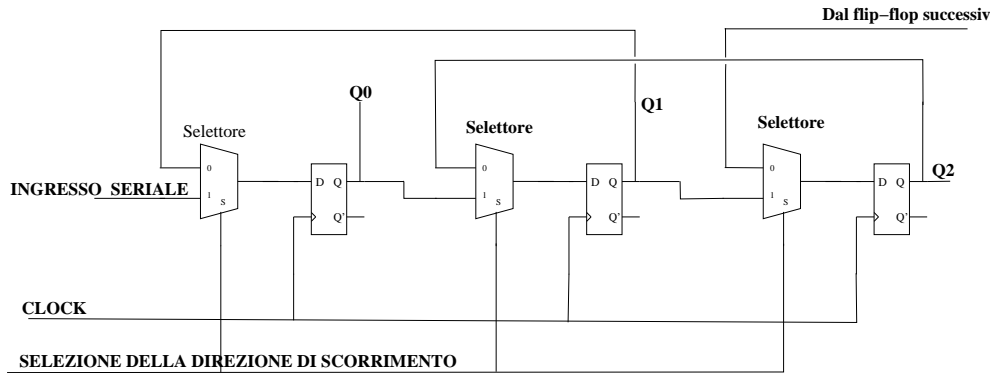 Dal flip-flop successiv
Q0
Q1
Selettore
Selettore
Selettore
0
1
S
D Q
Q'
0
1
S
D Q
Q'
0
1
S
D Q
Q'
Q2
INGRESSO SERIALE
CLOCK
SELEZIONE DELLA DIREZIONE DI SCORRIMENTO